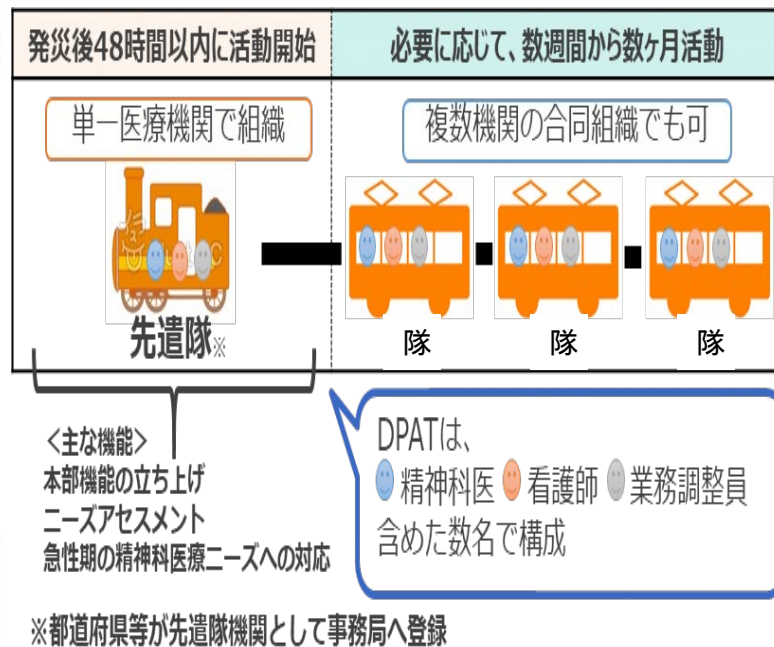 発災後48時間以内に活動開始
必要に応じて、数週間から数ヶ月活動
単一医療機関で組織
複数機関の合同組織でも可
先遣隊※
隊
隊
隊
<主な機能>
本部機能の立ち上げ
ニーズアセスメント
急性期の精神科医療ニーズへの対応
DPATは、
精神科医 看護師 業務調整員
含めた数名で構成
※都道府県等が先遣隊機関として事務局へ登録